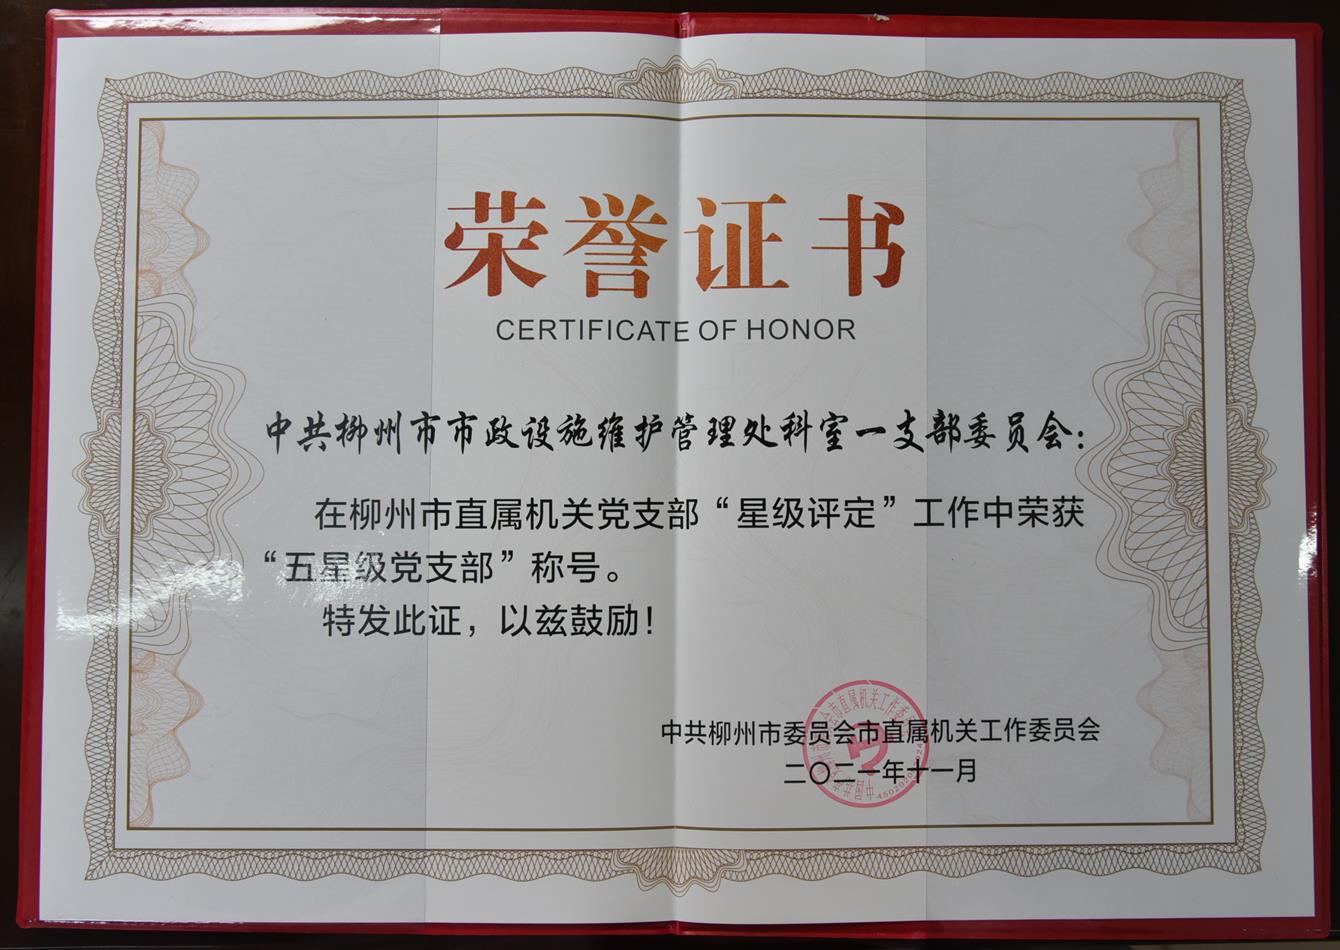 荣誉证书
CERTIFICATE OF HONOR
中共柳州市市政设施维护管理处科室一支部委员会：
在柳州市直属机关党支部“星级评定”工作中荣获
“五星级党支部”称号。
特发此证，以兹鼓励！
中共柳州市委员会市直属机关工作委员会
二〇二一年十一月